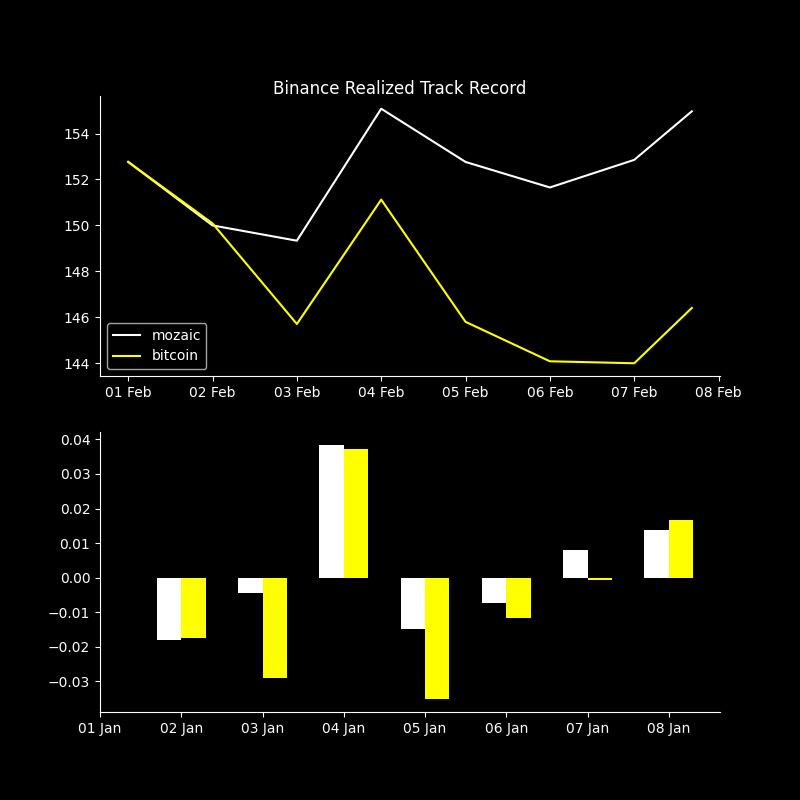 Binance Realized Track Record
154
152
150
148
146
144
mozaic
bitcoin
01 Feb 02 Feb 03 Feb 04 Feb 05 Feb 06 Feb 07 Feb 08 Feb
0.04
0.03
0.02
0.01
0.00
−0.01
−0.02
−0.03
01 Jan 02 Jan 03 Jan 04 Jan 05 Jan 06 Jan 07 Jan 08 Jan